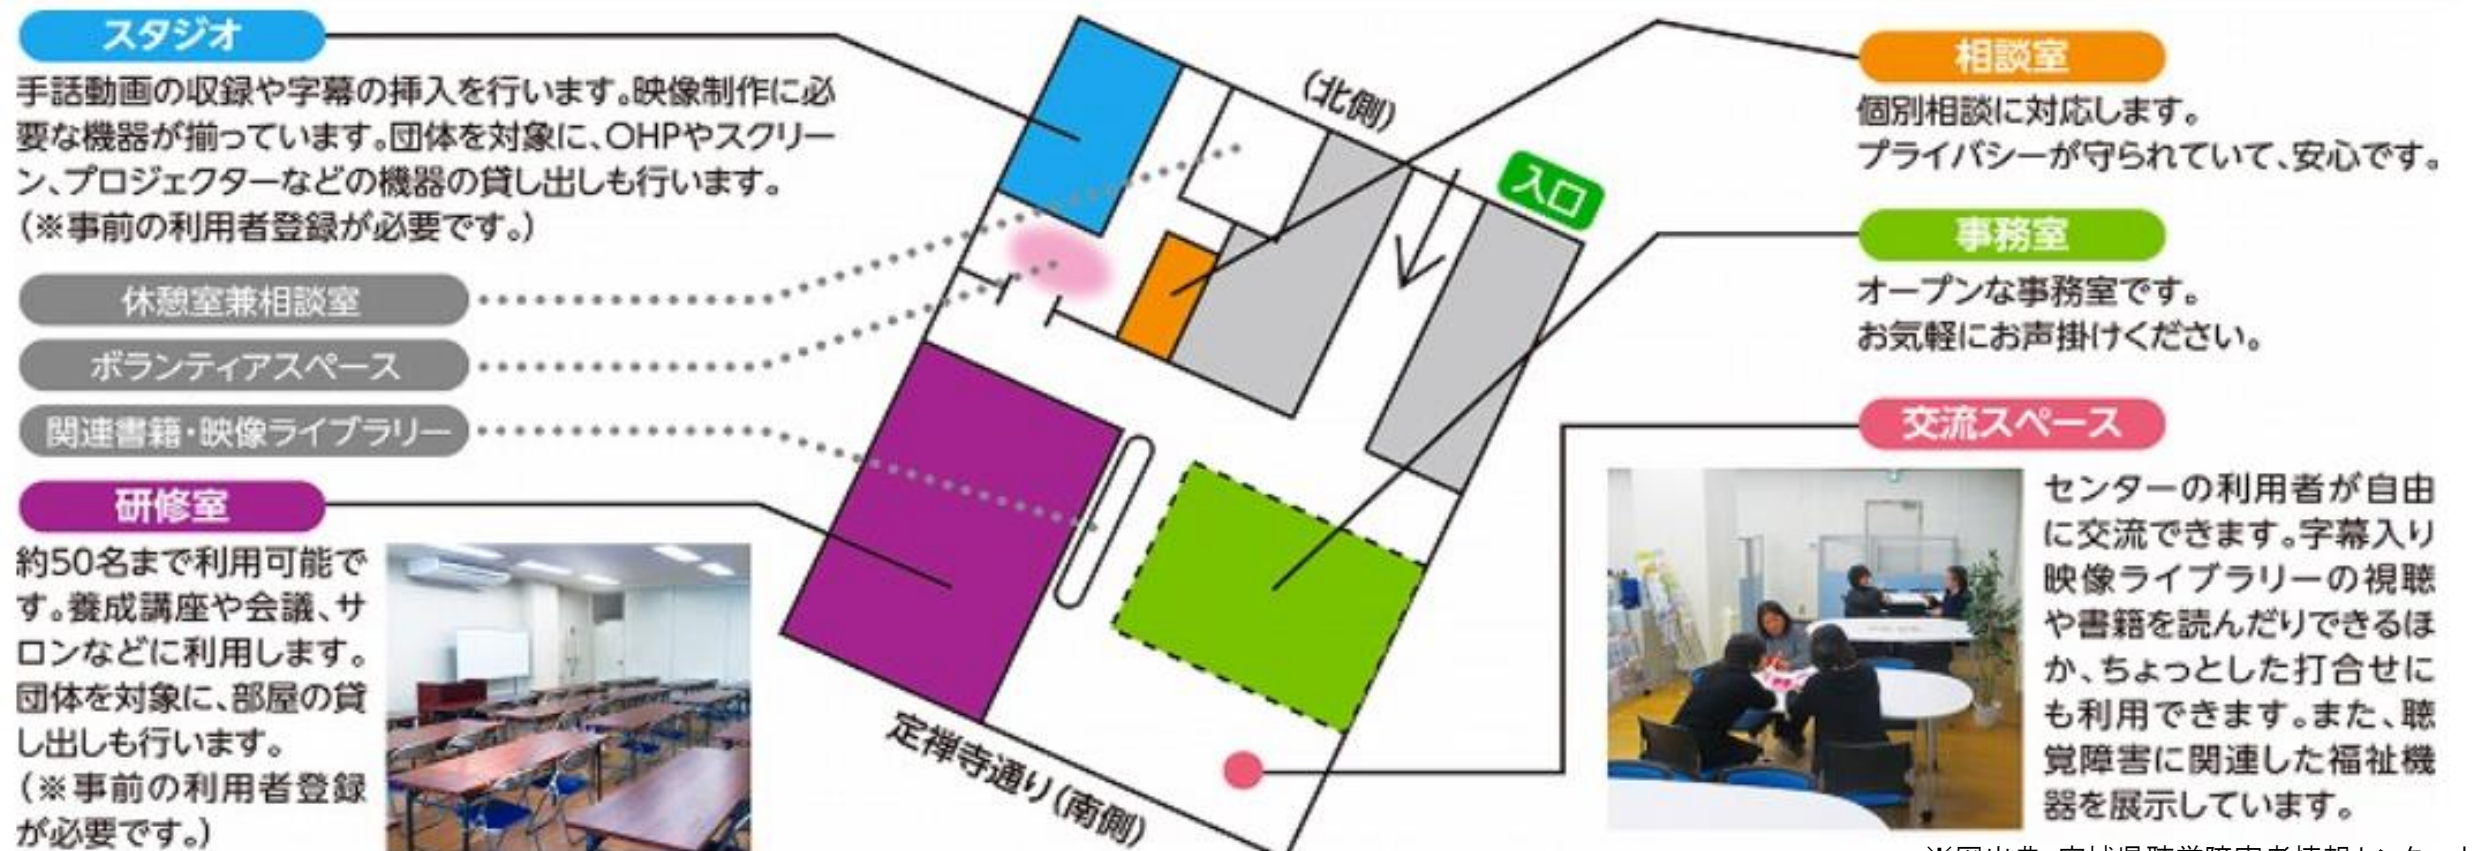 スタジオ
手話動画の収録や字幕の挿入を行います。映像制作に必
要な機器が揃っています。団体を対象に、OHPやスクリー
ン、プロジェクターなどの機器の貸し出しも行います。
(※事前の利用者登録が必要です。)
休憩室兼相談室
ボランティアスペース
関連書籍・映像ライブラリー
研修室
約50名まで利用可能で
す。養成講座や会議、サ
ロンなどに利用します。
団体を対象に、部屋の貸
し出しも行います。
(※事前の利用者登録
が必要です。)
(北側)
入口
定禅寺通り(南側)
相談室
個別相談に対応します。
プライバシーが守られていて、安心です。
事務室
オープンな事務室です。
お気軽にお声掛けください。
交流スペース
センターの利用者が自由
に交流できます。字幕入り
映像ライブラリーの視聴
や書籍を読んだりできるほ
か、ちょっとした打合せに
も利用できます。また、聴
覚障害に関連した福祉機
器を展示しています。